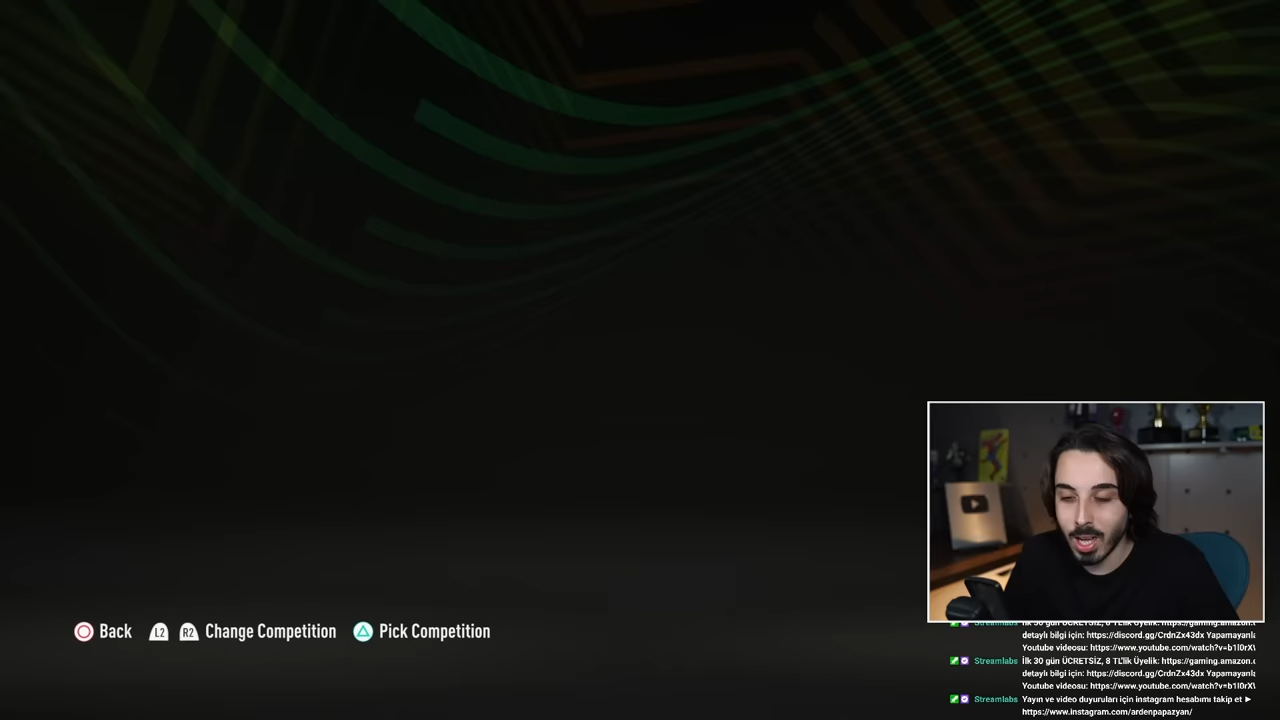 Back L2 R2 Change Competition Pick Competition
detaylı bilgi için: https://discord.gg/CrdnZx43dx Yapamayanla
Youtube videosu: https://www.youtube.com/watch?v=b1I0rX\
Streamlabs İlk 30 gün ÜCRETSİZ, 8 TL'lik Üyelik: https://gaming.amazon.c
detaylı bilgi için: https://discord.gg/CrdnZx43dx Yapamayanla
Youtube videosu: https://www.youtube.com/watch?v=b1I0rX\
Streamlabs Yayın ve video duyuruları için instagram hesabımı takip et ►
https://www.instagram.com/ardenpapazyan/